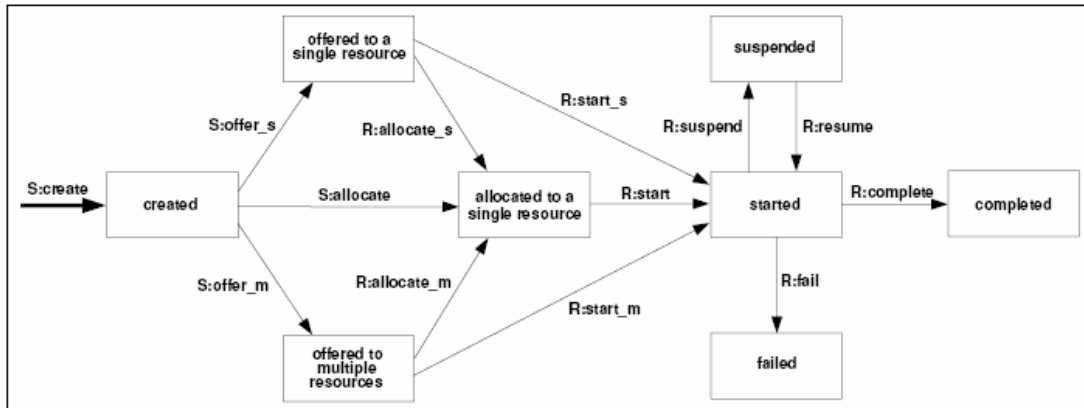 offered to a
single resource
suspended
S:offer_s
R:start_s
R:allocate_s
R:suspend
R:resume
S:create
created
S:allocate
allocated to a
single resource
R:start
started
R:complete
completed
S:offer_m
R:allocate_m
R:start_m
R:fail
offered to
multiple
resources
failed